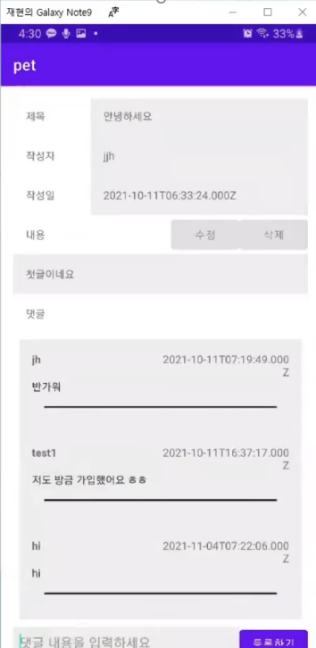 재현의 Galaxy Note9
4:30 33%
pet
제목 안녕하세요
작성자 jjh
작성일 2021-10-11T06:33:24.000Z
내용 수정 삭제
첫글이네요
댓글
jh 2021-10-11T07:19:49.000
Z
반가워
test1 2021-10-11T16:37:17.000
Z
저도 방금 가입했어요 ㅎㅎ
hi 2021-11-04T07:22:06.000
Z
hi
댓글 내용을 입력하세요 등록하기